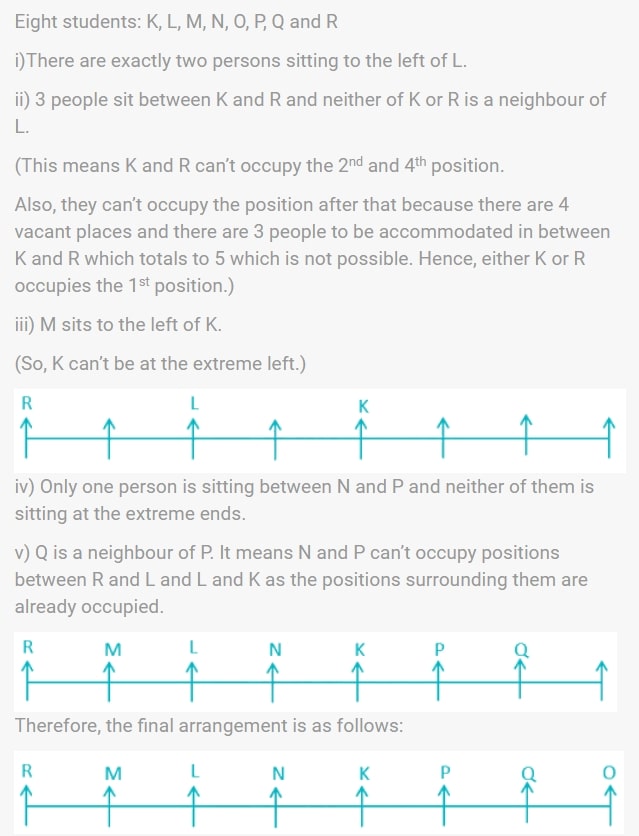 Eight students: K, L, M, N, O, P, Q and R
i)There are exactly two persons sitting to the left of L.
ii) 3 people sit between K and R and neither of K or R is a neighbour of
L.
(This means K and R can’t occupy the 2nd and 4th position.
Also, they can’t occupy the position after that because there are 4
vacant places and there are 3 people to be accommodated in between
K and R which totals to 5 which is not possible. Hence, either K or R
occupies the 1st position.)
iii) M sits to the left of K.
(So, K can’t be at the extreme left.)
R L K
iv) Only one person is sitting between N and P and neither of them is
sitting at the extreme ends.
v) Q is a neighbour of P. It means N and P can’t occupy positions
between R and L and L and K as the positions surrounding them are
already occupied.
R M L N K P Q
Therefore, the final arrangement is as follows:
R M L N K P Q O